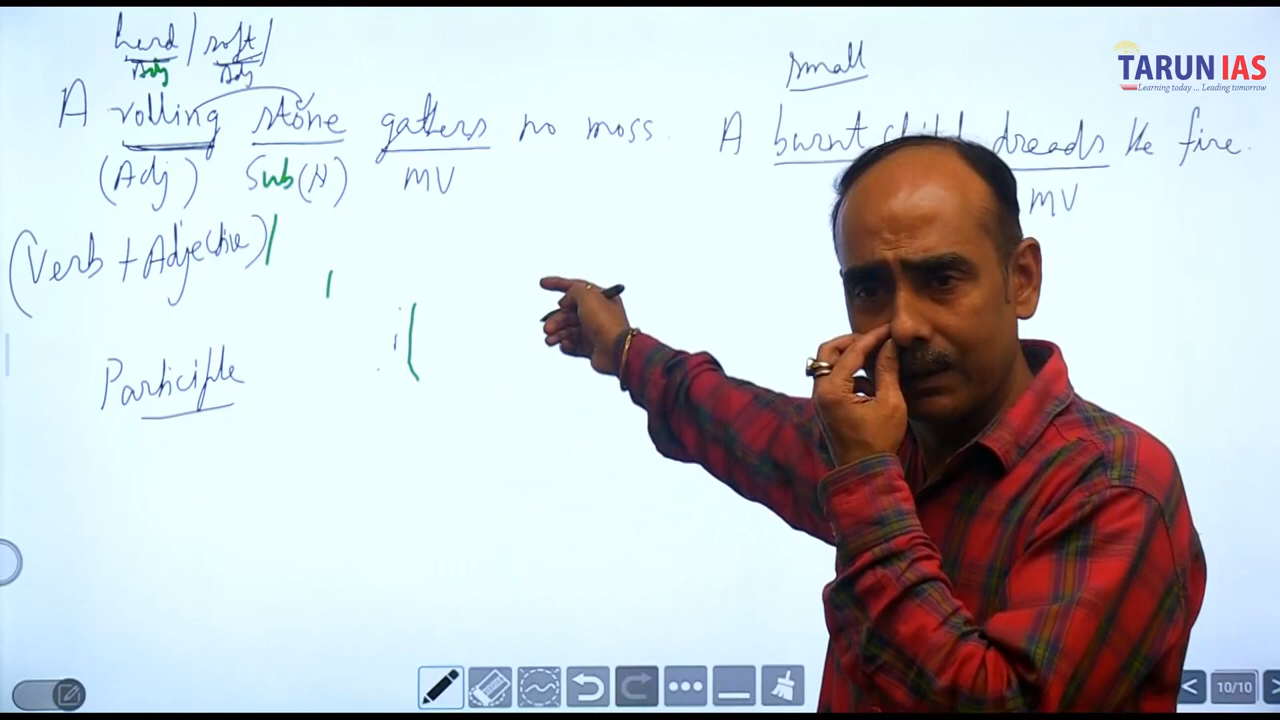 hard / soft /
Adj Adj
small
TARUN IAS
Learning today ... Leading tomorrow
A rolling stone gathers no moss. A burnt child dreads the fire.
(Adj) Sub(N) MV MV
(Verb + Adjective)
Participle
10/10